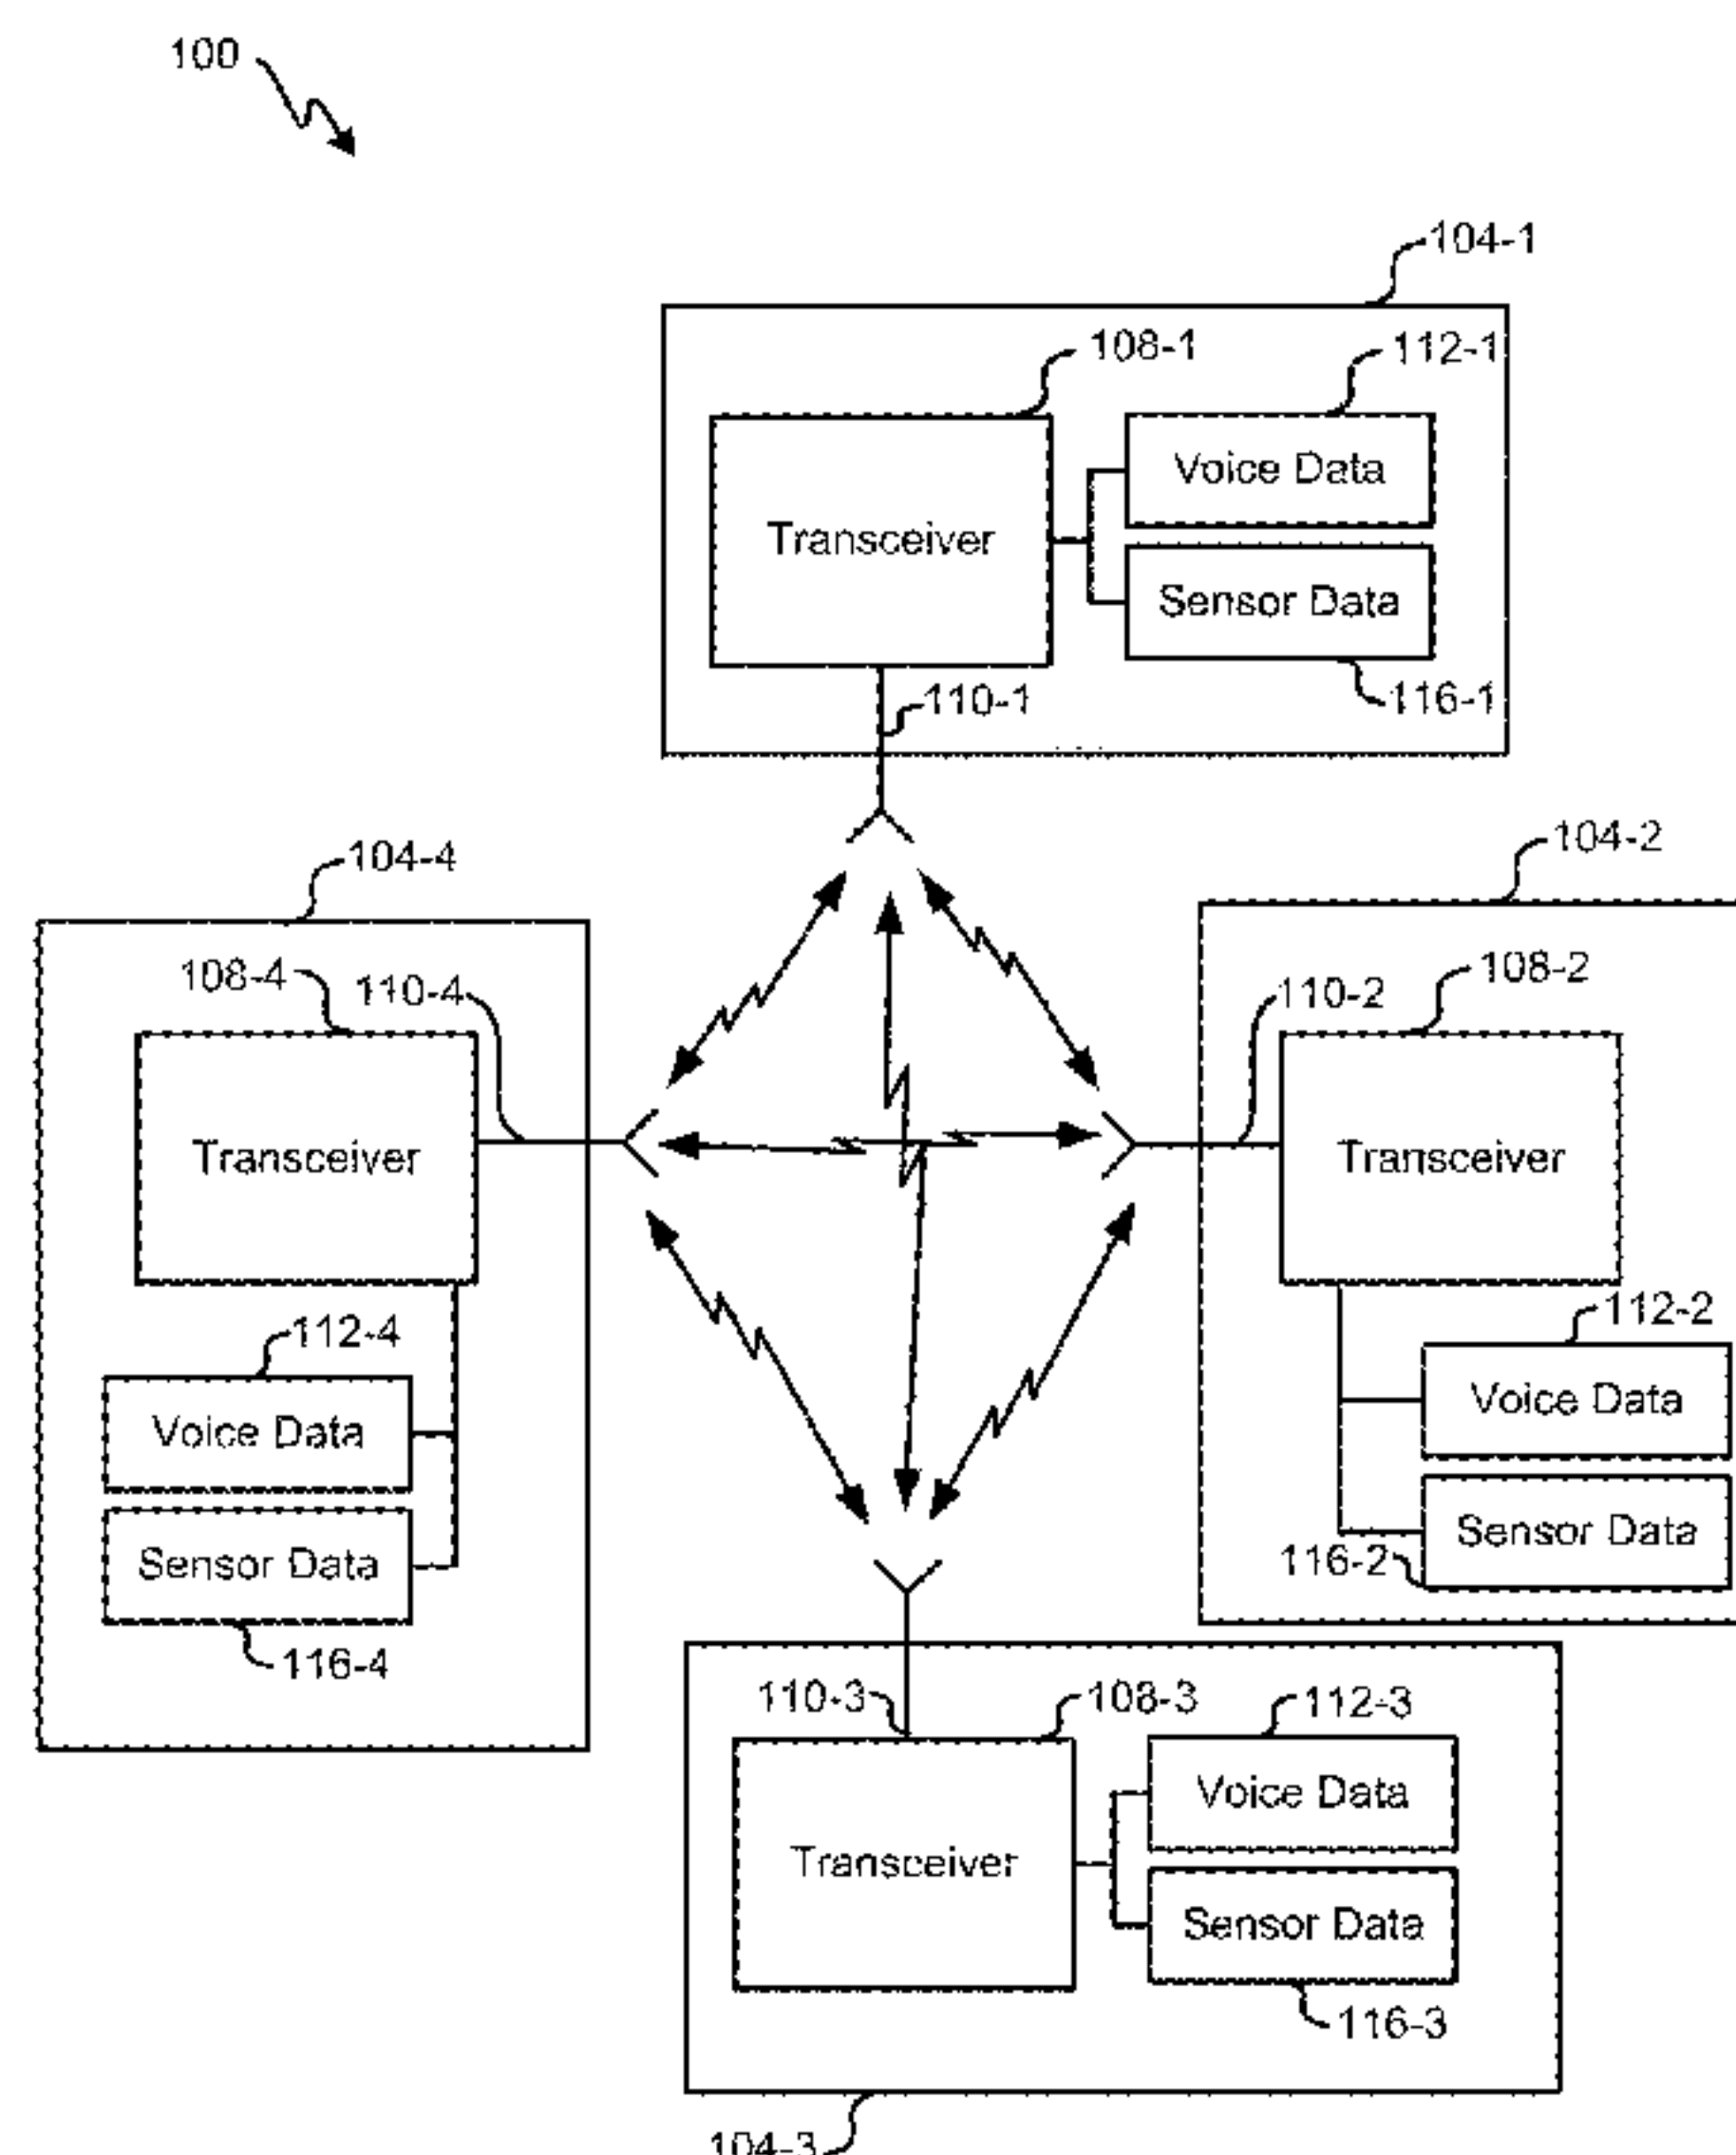 100
104-1
108-1
112-1
Voice Data
Transceiver
Sensor Data
110-1
116-1
104-4
104-2
108-4
110-4
110-2
108-2
Transceiver
Transceiver
112-4
112-2
Voice Data
Voice Data
Sensor Data
Sensor Data
116-2
116-4
110-3
108-3
112-3
Voice Data
Transceiver
Sensor Data
116-3
104-3